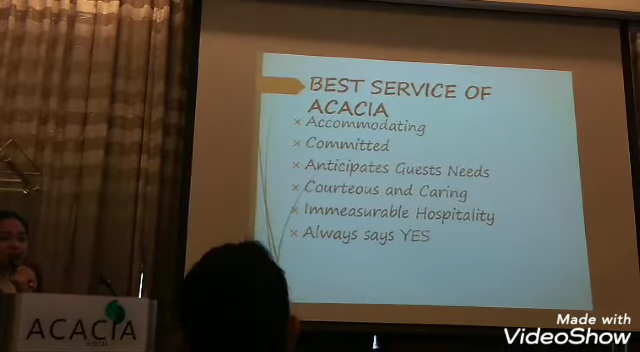 BEST SERVICE OF
ACACIA
× Accommodating
× Committed
× Anticipates Guests Needs
× Courteous and Caring
× Immeasurable Hospitality
× Always says YES
ACACIA
HOTEL
Made with
VideoShow